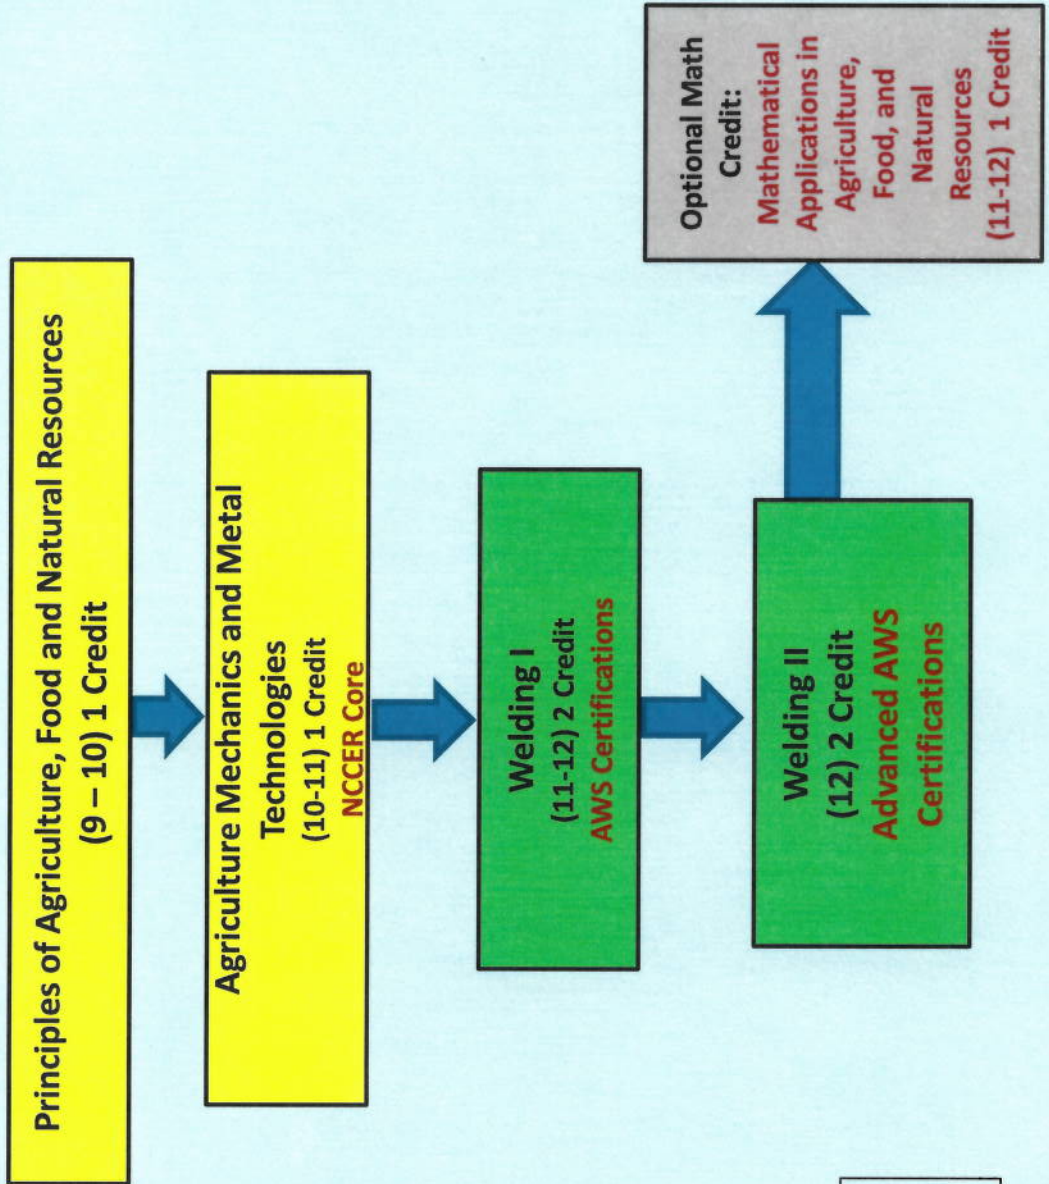 Principles of Agriculture, Food and Natural Resources
(9 – 10) 1 Credit
Agriculture Mechanics and Metal
Technologies
(10-11) 1 Credit
NCCER Core
Welding I
(11-12) 2 Credit
AWS Certifications
Welding II
(12) 2 Credit
Advanced AWS
Certifications
Optional Math
Credit:
Mathematical
Applications in
Agriculture,
Food, and
Natural
Resources
(11-12) 1 Credit